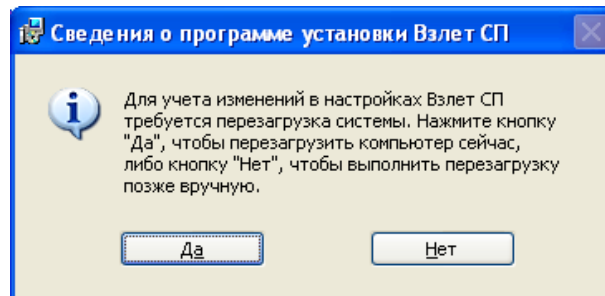 Сведения о программе установки Взлет СП
Для учета изменений в настройках Взлет СП
требуется перезагрузка системы. Нажмите кнопку
"Да", чтобы перезагрузить компьютер сейчас,
либо кнопку "Нет", чтобы выполнить перезагрузку
позже вручную.
Да
Нет